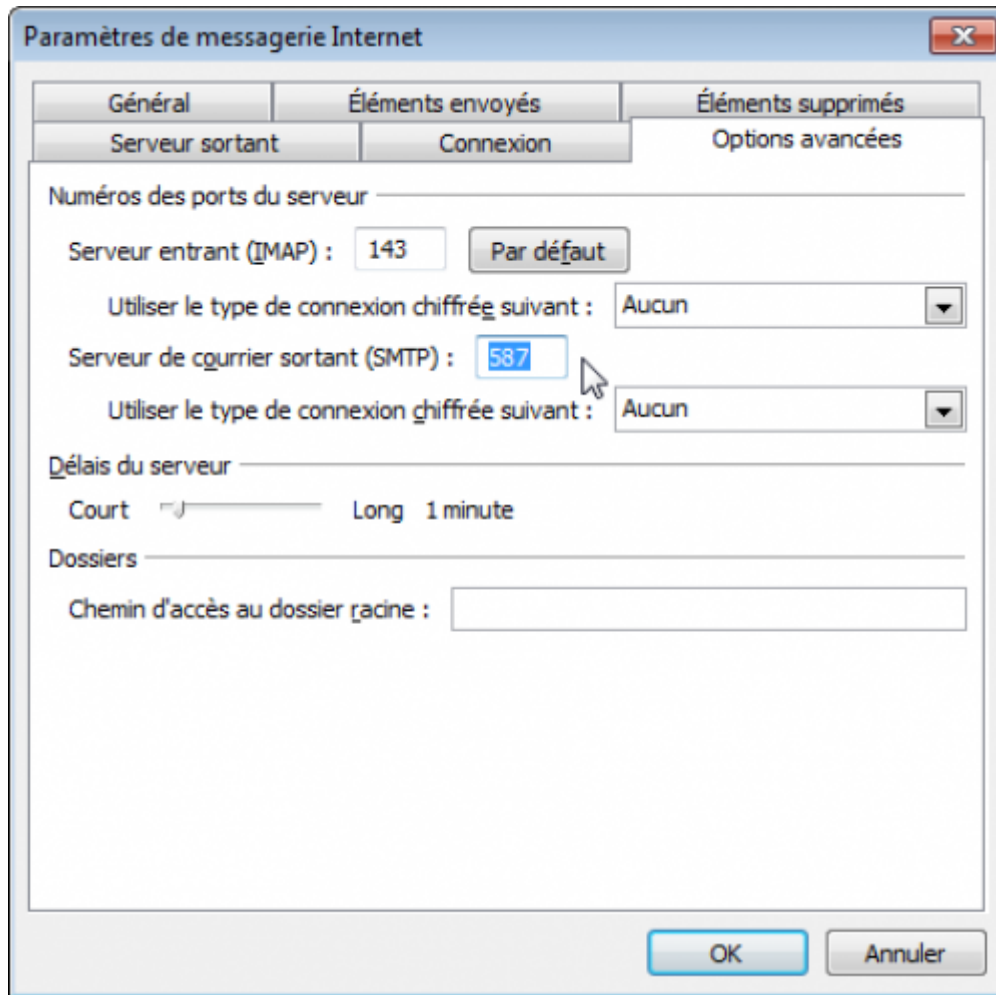 Paramètres de messagerie Internet
Général Éléments envoyés Éléments supprimés
Serveur sortant Connexion Options avancées
Numéros des ports du serveur
Serveur entrant (IMAP) : 143 Par défaut
Utiliser le type de connexion chiffrée suivant : Aucun
Serveur de courrier sortant (SMTP) : 587
Utiliser le type de connexion chiffrée suivant : Aucun
Délais du serveur
Court Long 1 minute
Dossiers
Chemin d'accès au dossier racine :
OK Annuler